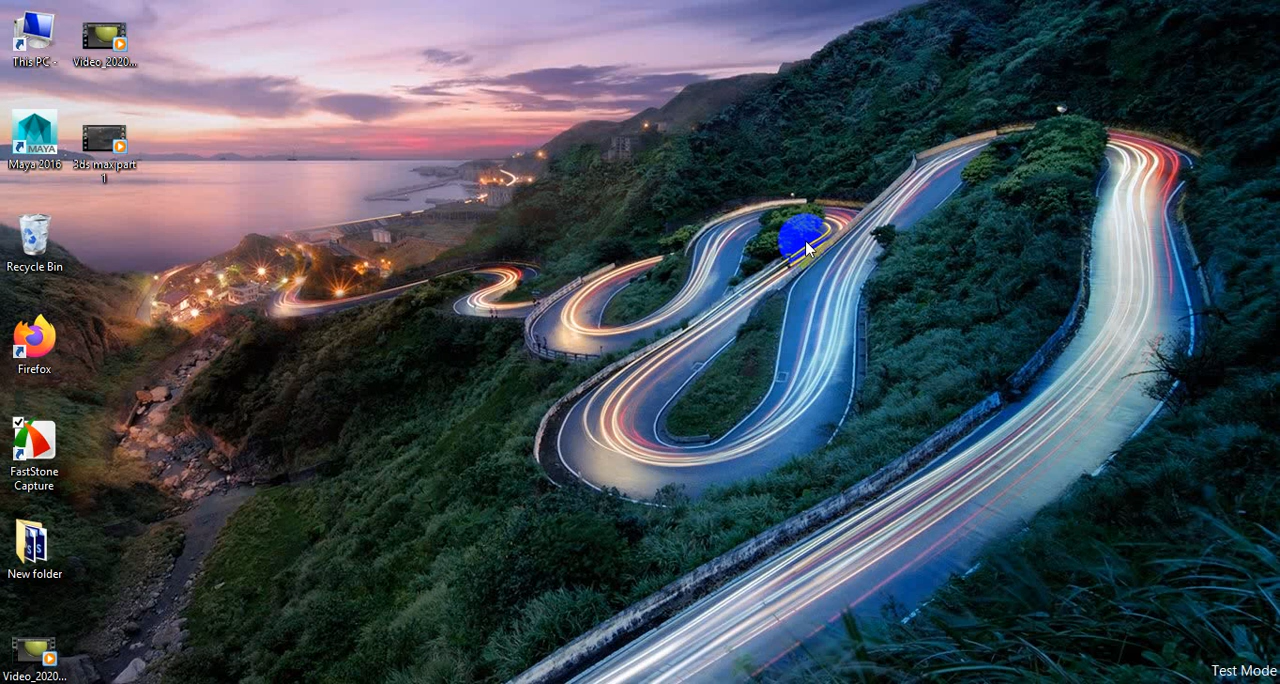 This PC -
Video_2020...
MAYA
Maya 2016
3ds max part
1
Recycle Bin
Firefox
FastStone
Capture
New folder
Video_2020...
Test Mode